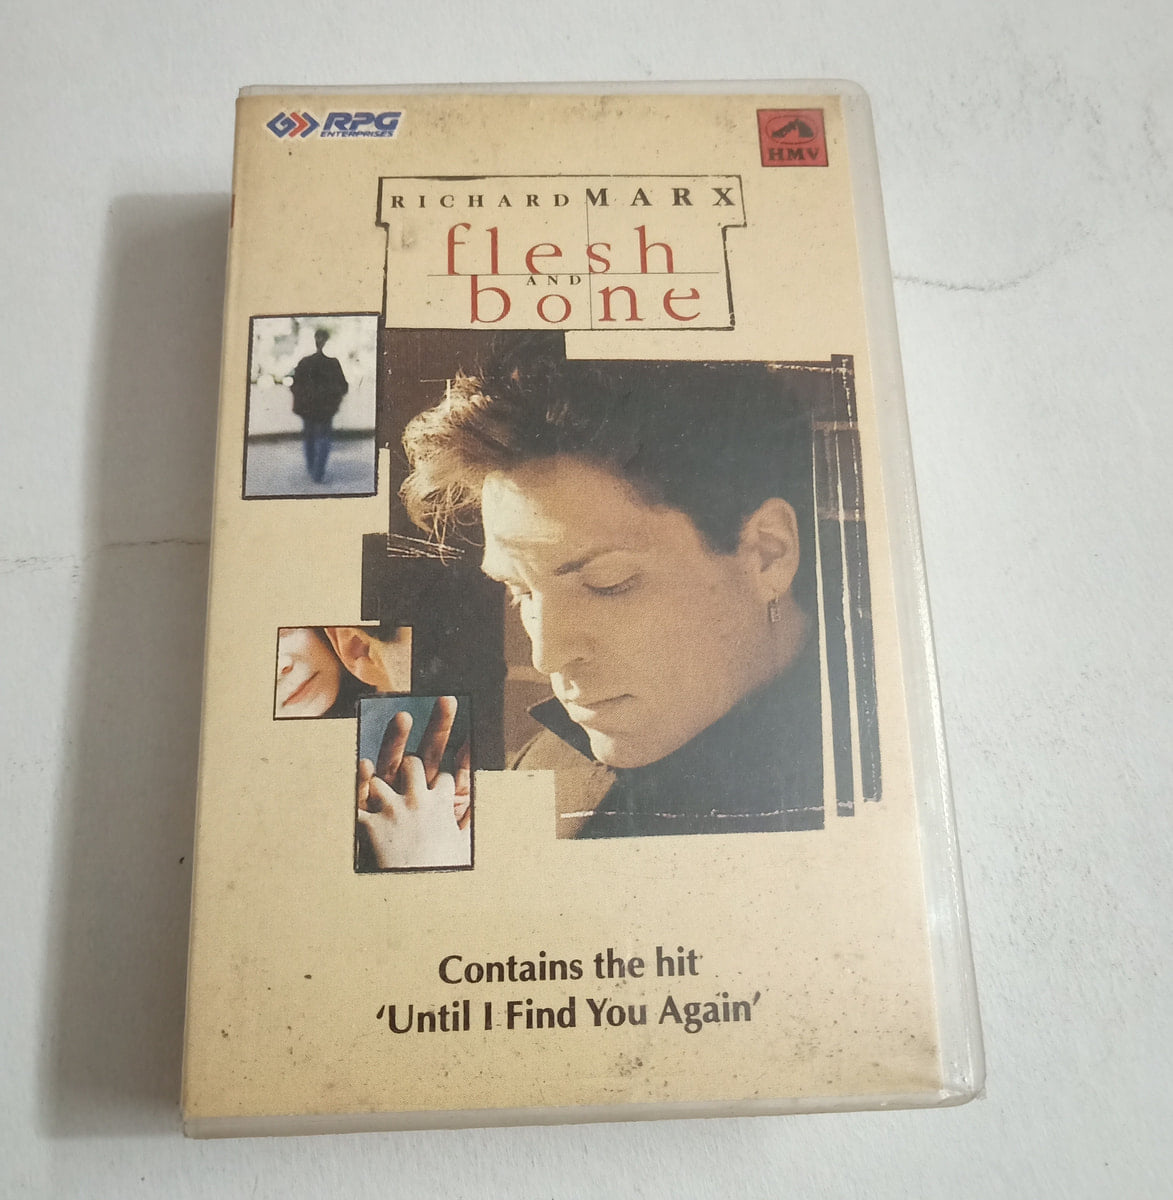 RPG
ENTERPRISES
HMV
RICHARD MARX
flesh
AND
bone
Contains the hit
'Until I Find You Again'